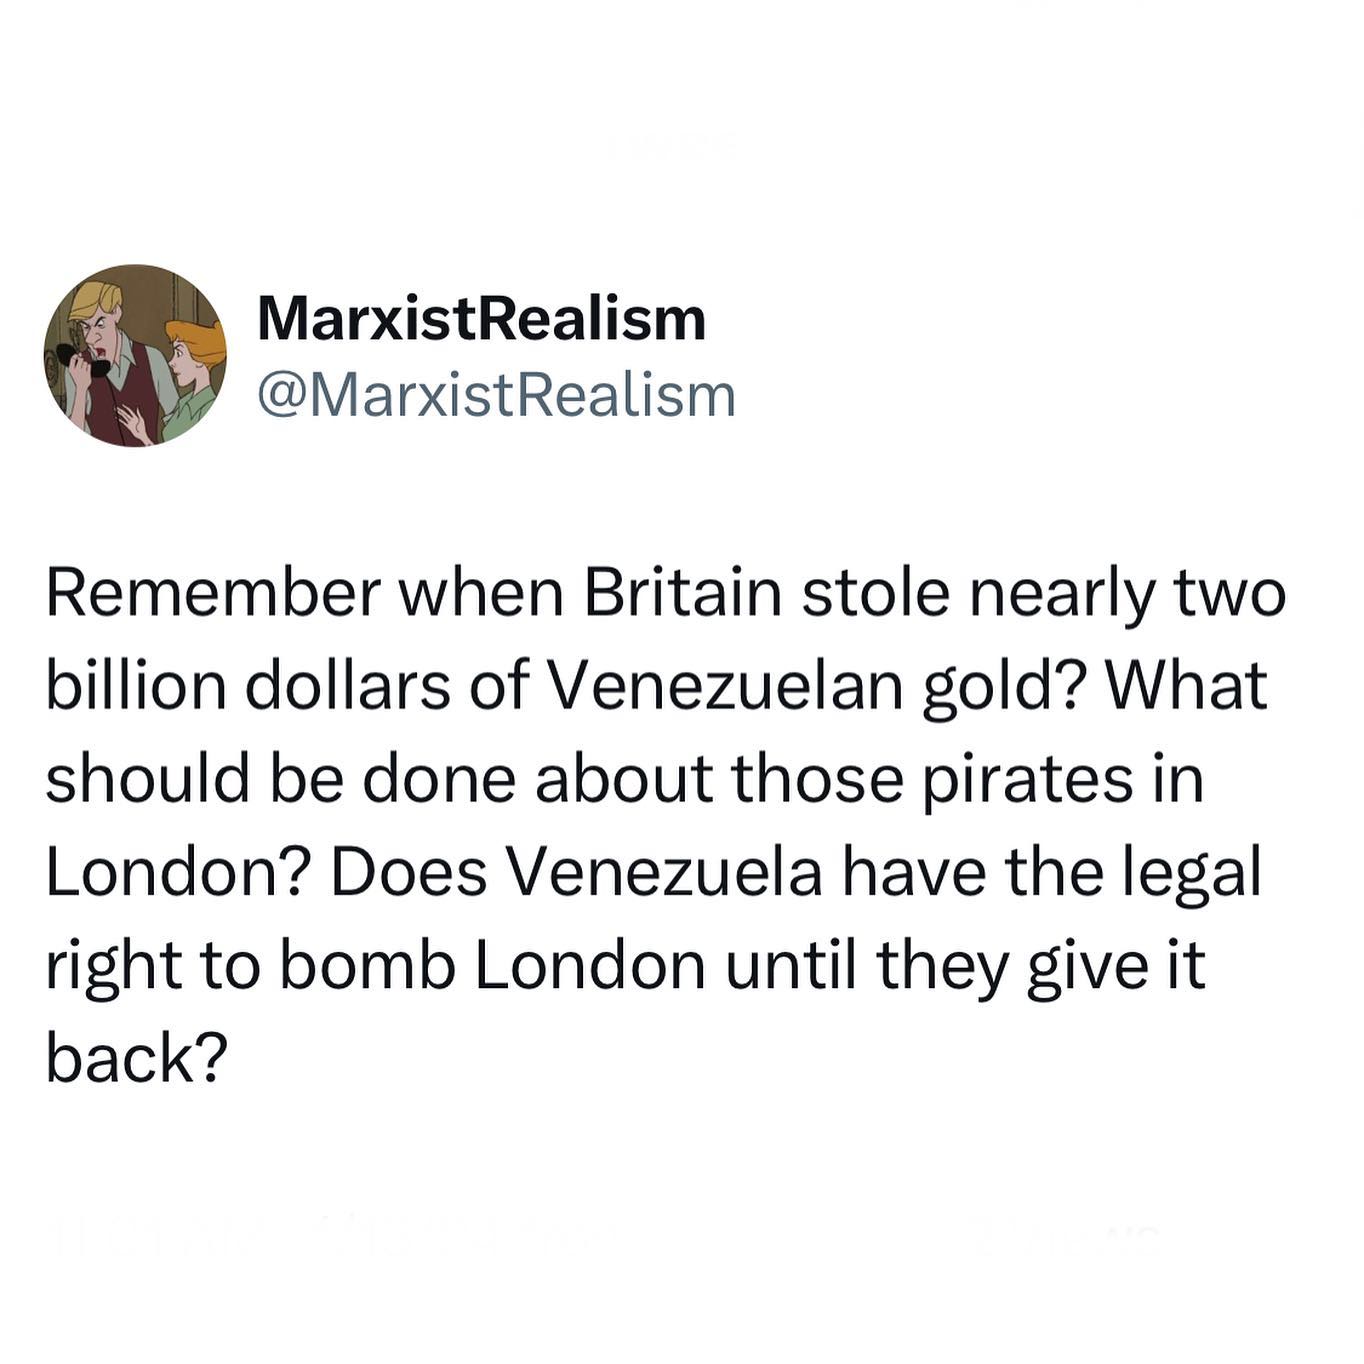 MarxistRealism
@MarxistRealism
Remember when Britain stole nearly two
billion dollars of Venezuelan gold? What
should be done about those pirates in
London? Does Venezuela have the legal
right to bomb London until they give it
back?